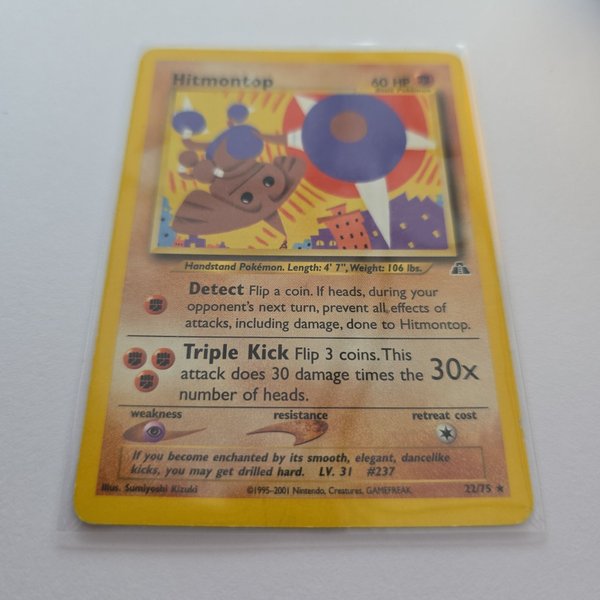 Hitmontop 60 HP
Basic Pokémon
Handstand Pokémon. Length: 4' 7", Weight: 106 lbs.
Detect Flip a coin. If heads, during your
opponent's next turn, prevent all effects of
attacks, including damage, done to Hitmontop.
Triple Kick Flip 3 coins. This
attack does 30 damage times the 30x
number of heads.
weakness resistance retreat cost
If you become enchanted by its smooth, elegant, dancelike
kicks, you may get drilled hard. LV. 31 #237
Illus. Sumiyoshi Kizuki ©1995-2001 Nintendo, Creatures, GAMEFREAK. 22/75 ★